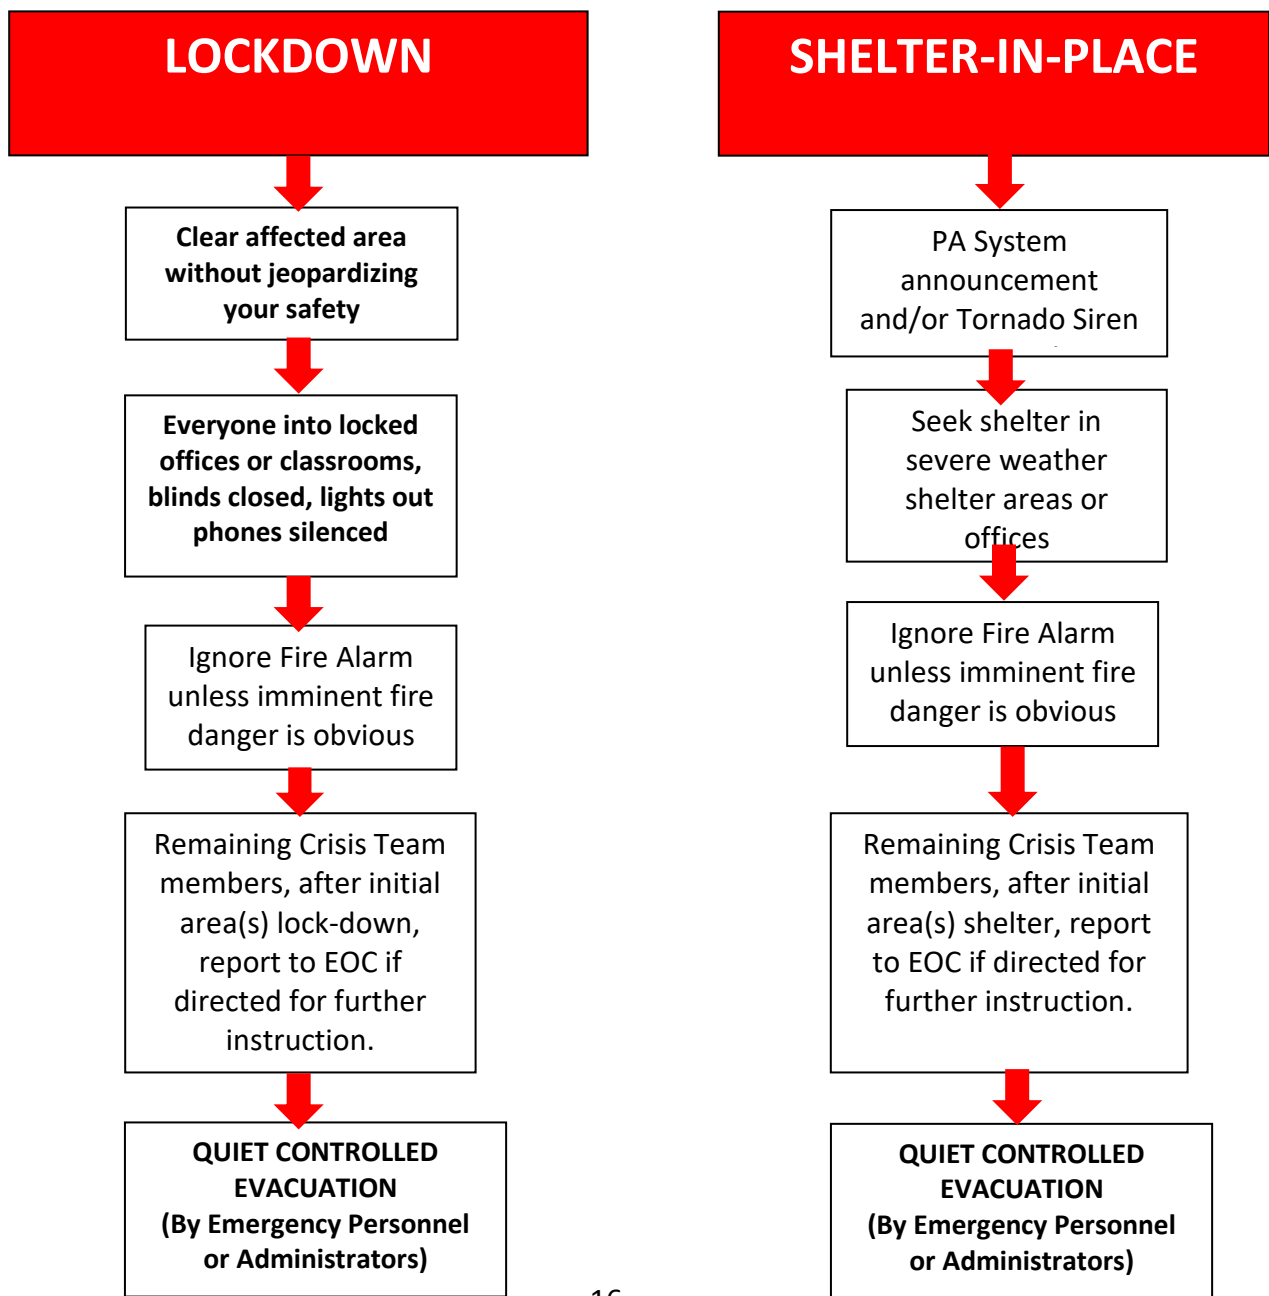 LOCKDOWN
Clear affected area
without jeopardizing
your safety
Everyone into locked
offices or classrooms,
blinds closed, lights out
phones silenced
Ignore Fire Alarm
unless imminent fire
danger is obvious
Remaining Crisis Team
members, after initial
area(s) lock-down,
report to EOC if
directed for further
instruction.
QUIET CONTROLLED
EVACUATION
(By Emergency Personnel
or Administrators)
SHELTER-IN-PLACE
PA System
announcement
and/or Tornado Siren
Seek shelter in
severe weather
shelter areas or
offices
Ignore Fire Alarm
unless imminent fire
danger is obvious
Remaining Crisis Team
members, after initial
area(s) shelter, report
to EOC if directed for
further instruction.
QUIET CONTROLLED
EVACUATION
(By Emergency Personnel
or Administrators)
16